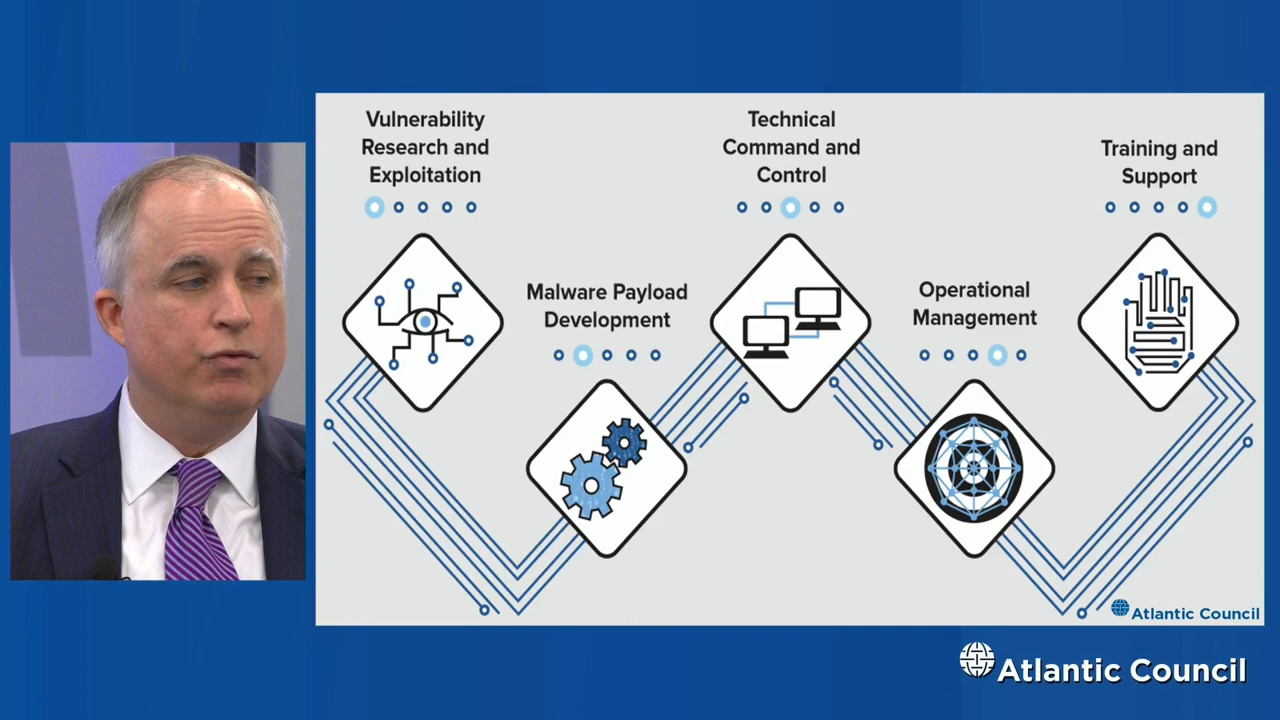 Vulnerability
Research and
Exploitation
Malware Payload
Development
Technical
Command and
Control
Operational
Management
Training and
Support
Atlantic Council
Atlantic Council